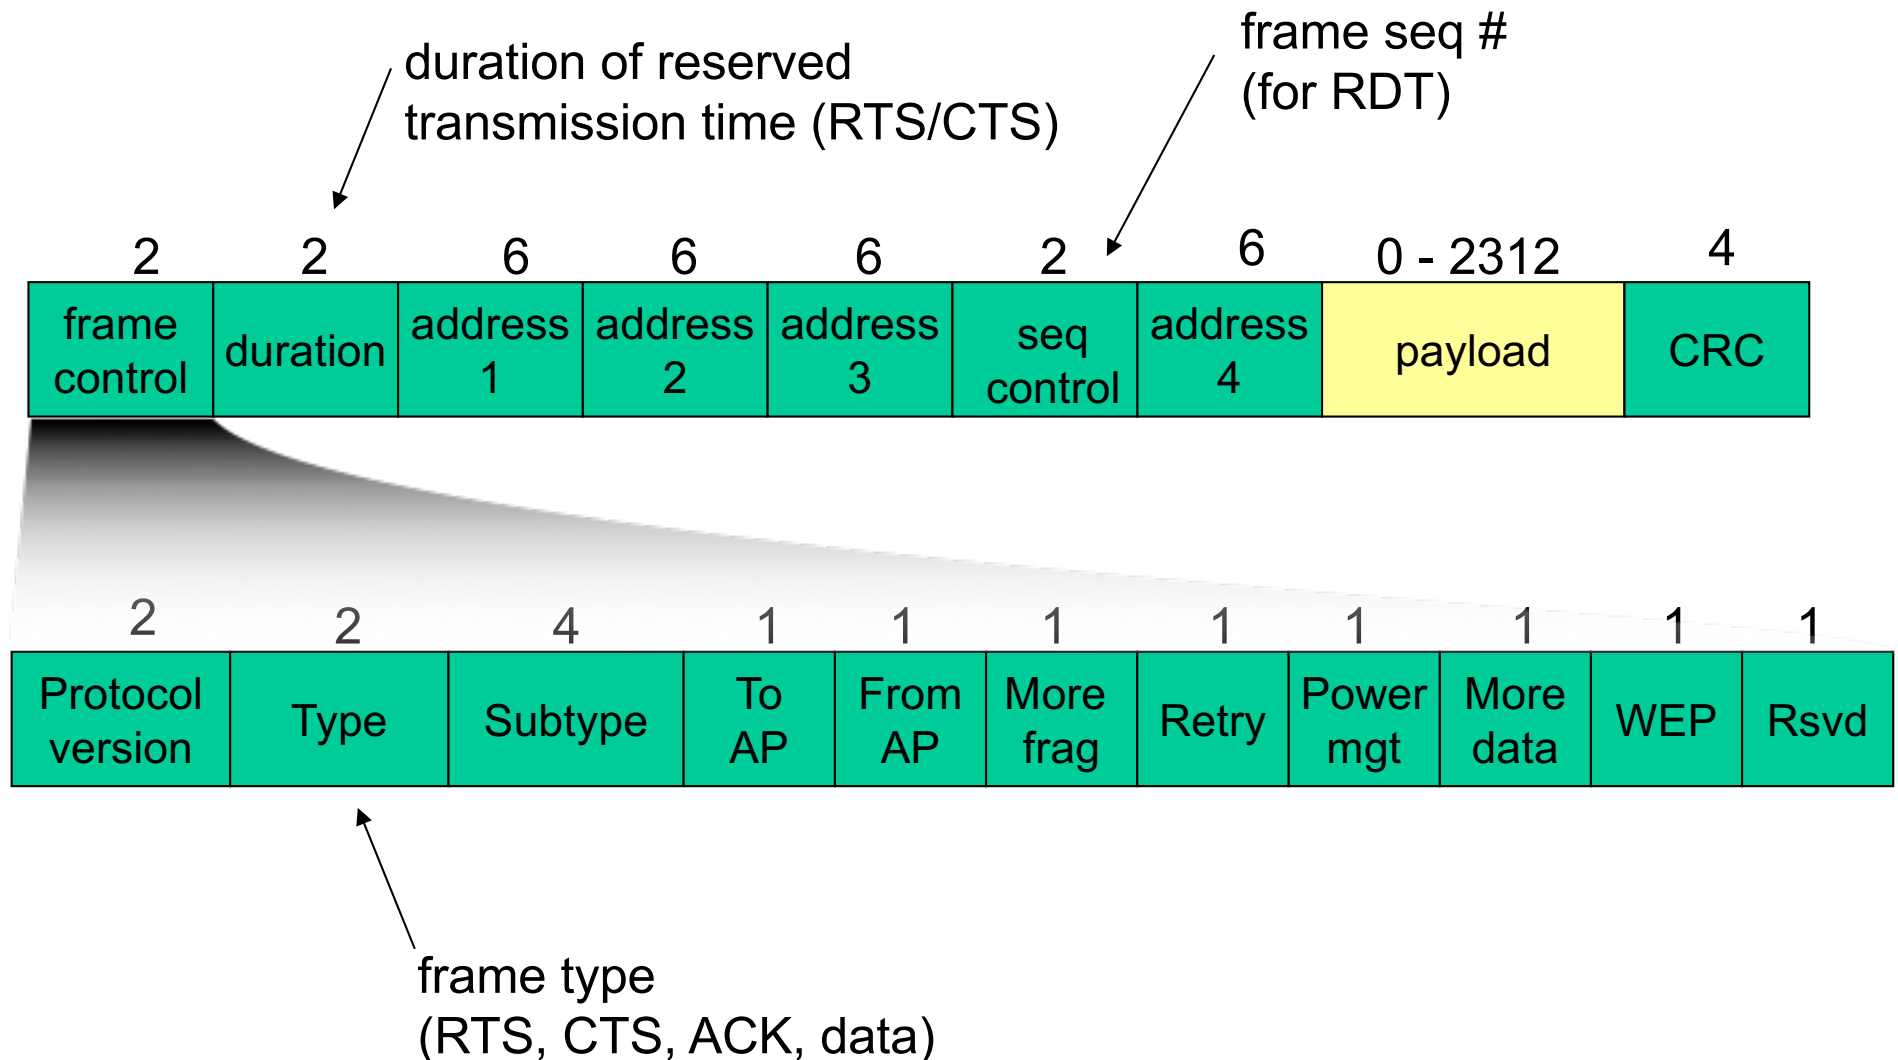 duration of reserved
transmission time (RTS/CTS)
frame seq #
(for RDT)
2 2 6 6 6 2 6 0 - 2312 4
frame
control
duration
address
1
address
2
address
3
seq
control
address
4
payload
CRC
2 2 4 1 1 1 1 1 1 1 1
Protocol
version
Type
Subtype
To
AP
From
AP
More
frag
Retry
Power
mgt
More
data
WEP
Rsvd
frame type
(RTS, CTS, ACK, data)